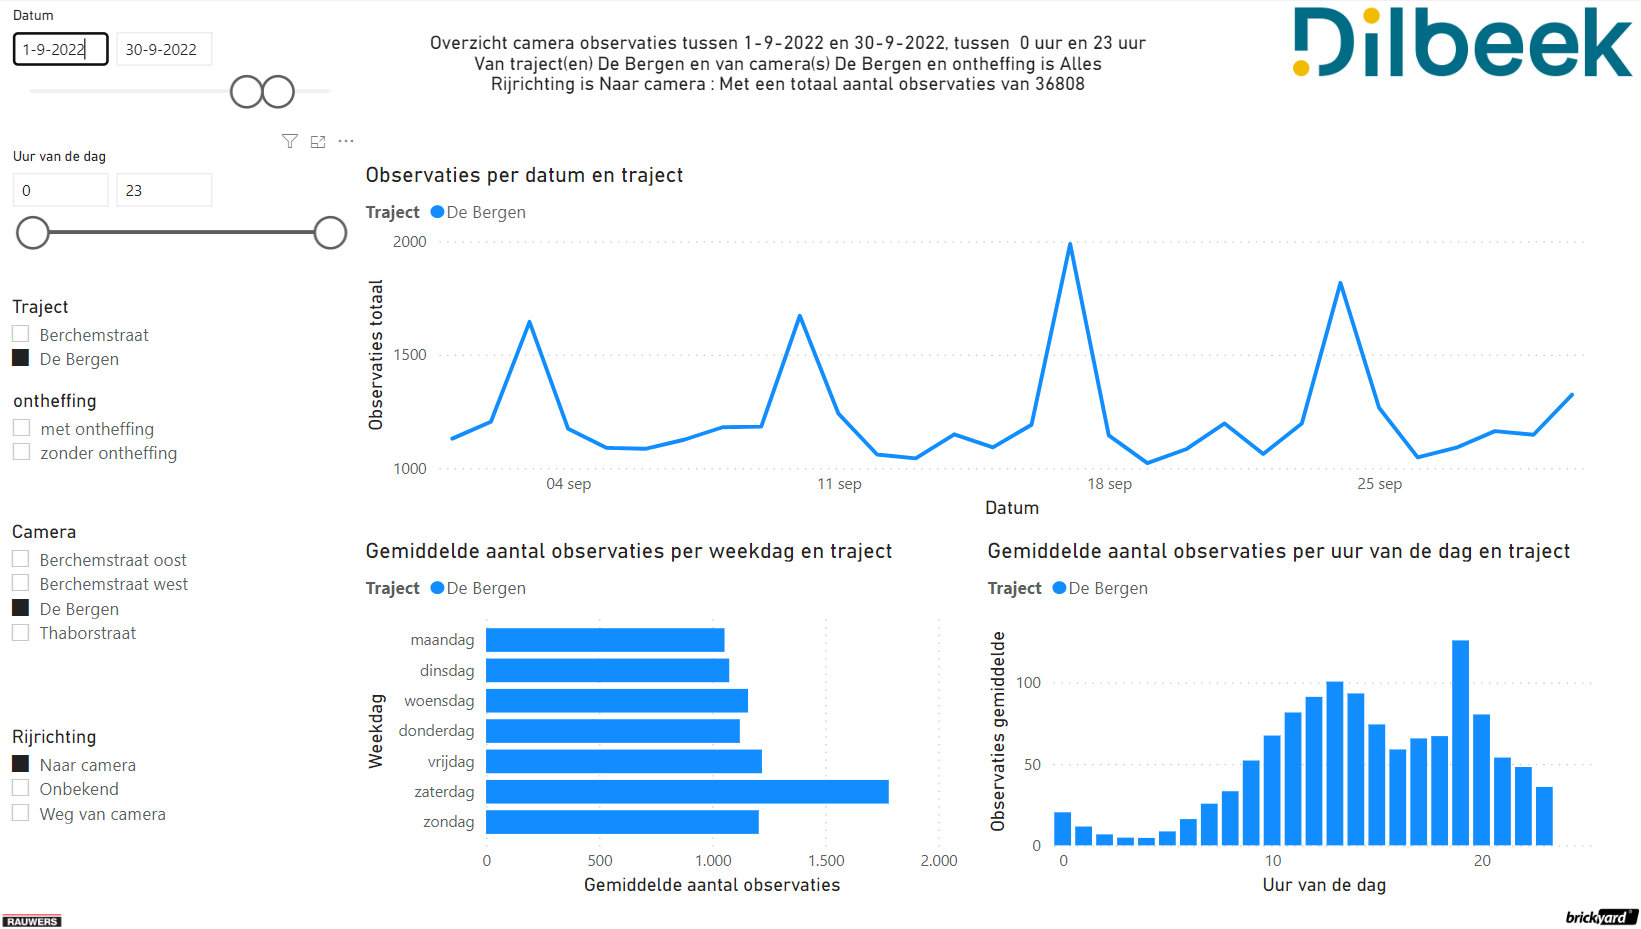 Datum
1-9-2022
30-9-2022
Overzicht camera observaties tussen 1-9-2022 en 30-9-2022, tussen  0 uur en 23 uur
Van traject(en) De Bergen en van camera(s) De Bergen en ontheffing is Alles
Rijrichting is Naar camera : Met een totaal aantal observaties van 36808
Dilbeek
Uur van de dag
0
23
Traject
Berchemstraat
De Bergen
ontheffing
met ontheffing
zonder ontheffing
Camera
Berchemstraat oost
Berchemstraat west
De Bergen
Thaborstraat
Rijrichting
Naar camera
Onbekend
Weg van camera
Observaties per datum en traject
Traject De Bergen
Observaties totaal
2000
1500
1000
04 sep
11 sep
18 sep
25 sep
Datum
Gemiddelde aantal observaties per weekdag en traject
Traject De Bergen
Weekdag
maandag
dinsdag
woensdag
donderdag
vrijdag
zaterdag
zondag
0
500
1.000
1.500
2.000
Gemiddelde aantal observaties
Gemiddelde aantal observaties per uur van de dag en traject
Traject De Bergen
Observaties gemiddelde
100
50
0
0
10
20
Uur van de dag
RAUWERS
brickyard